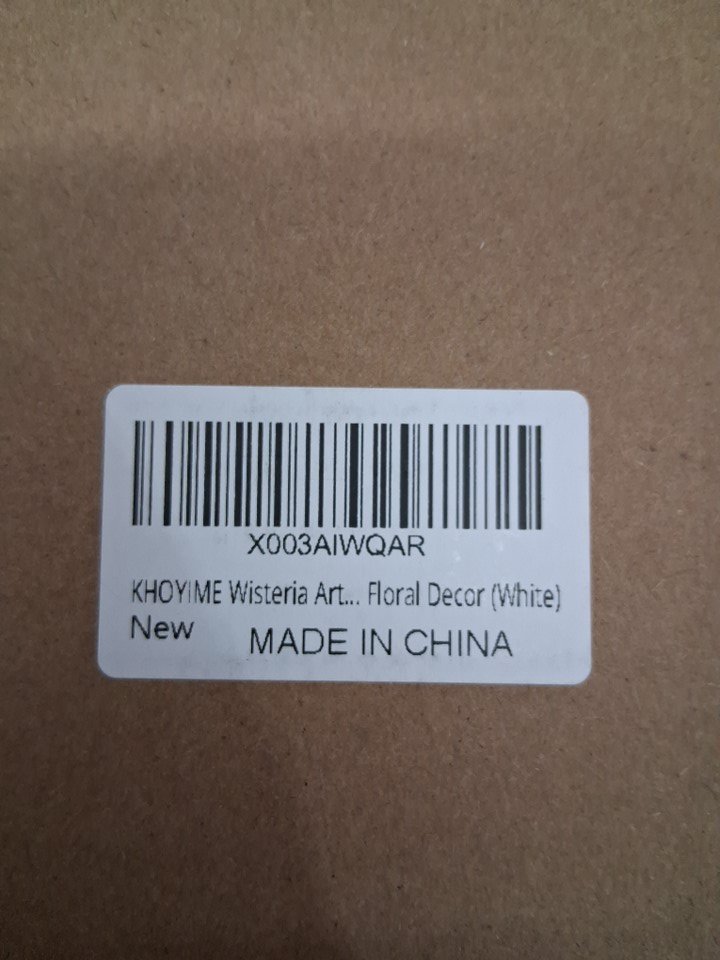 X003AIWQAR
KHOYIME Wisteria Art... Floral Decor (White)
New
MADE IN CHINA